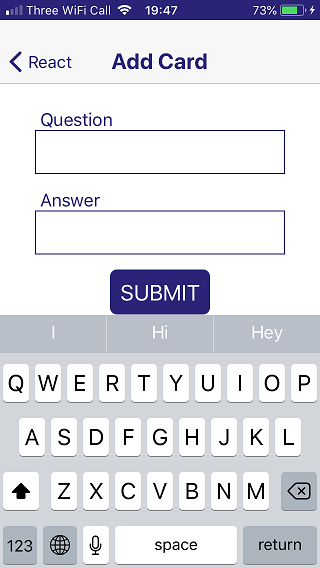 Three WiFi Call 19:47 73%
React Add Card
Question
Answer
SUBMIT
I Hi Hey
Q W E R T Y U I O P
A S D F G H J K L
Z X C V B N M
123 space return